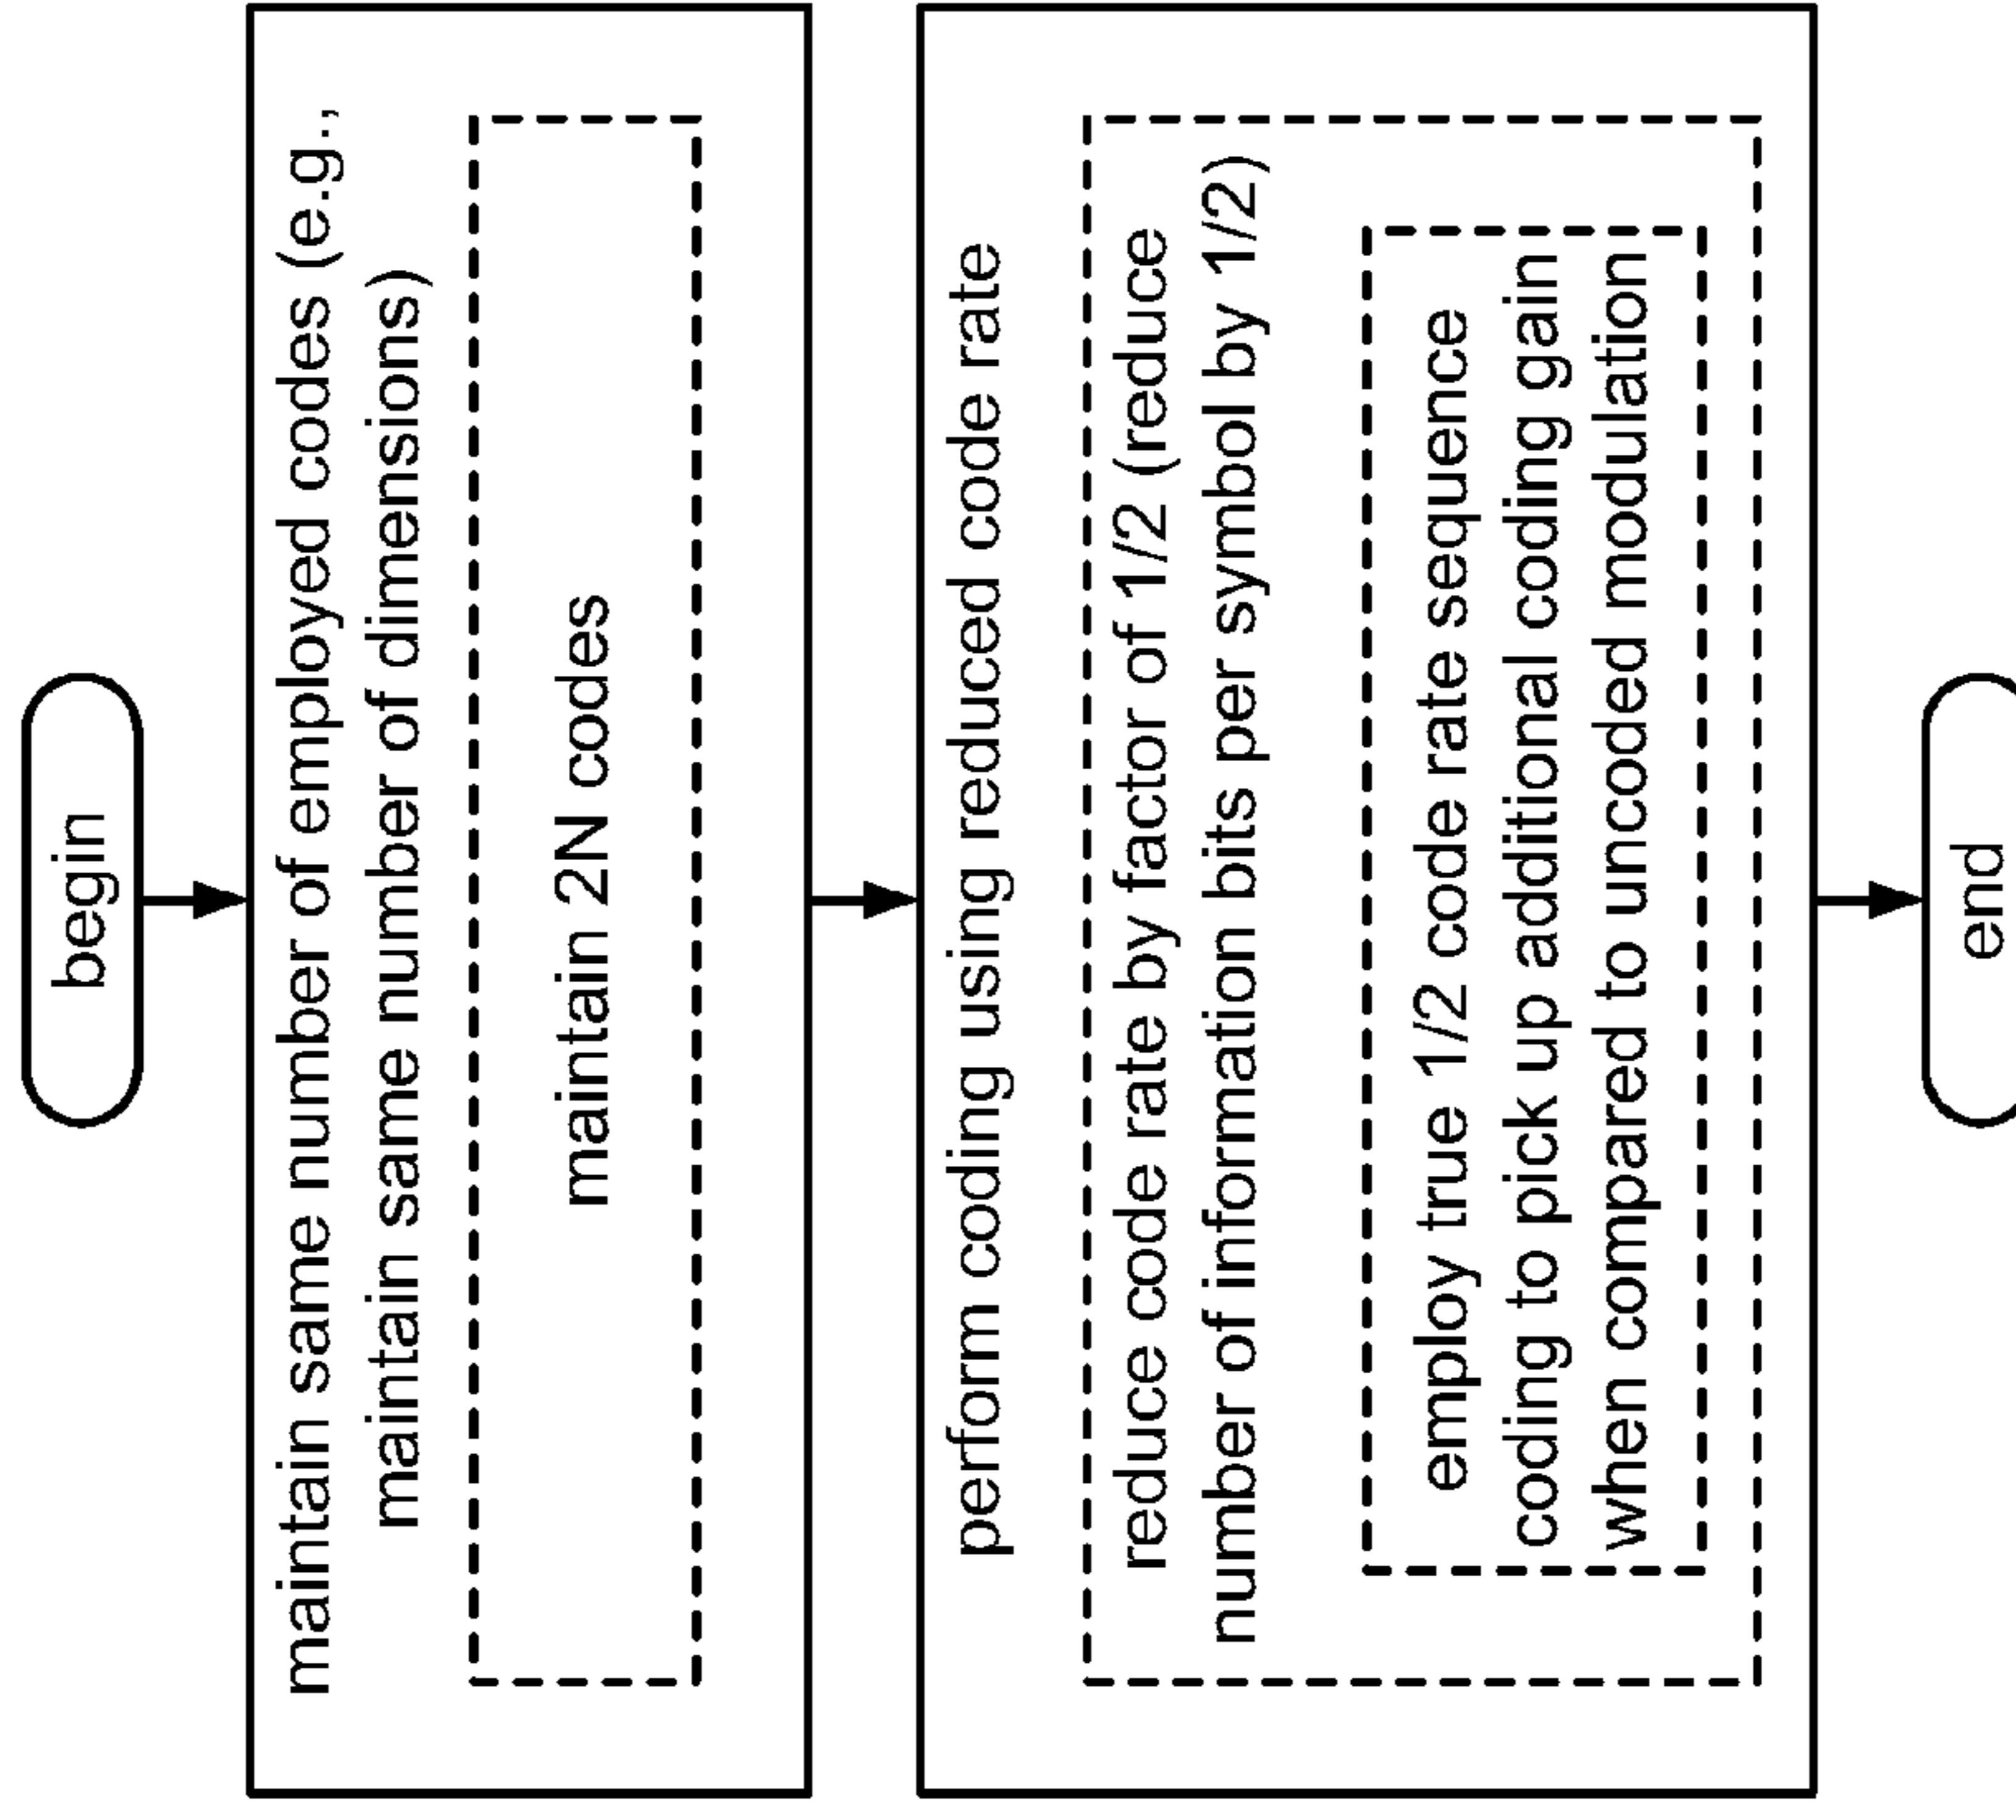 begin
maintain same number of employed codes (e.g.,
maintain same number of dimensions)
maintain 2N codes
perform coding using reduced code rate
reduce code rate by factor of 1/2 (reduce
number of information bits per symbol by 1/2)
employ true 1/2 code rate sequence
coding to pick up additional coding gain
when compared to uncoded modulation
end